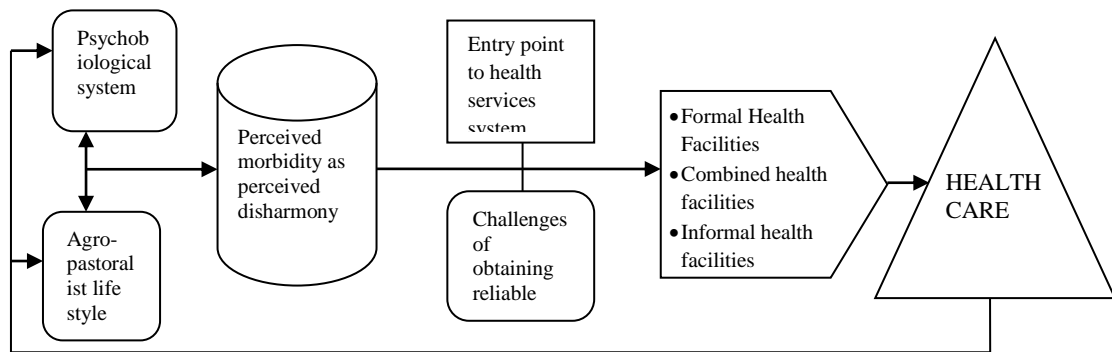 Psychob
iological
system
Agro-
pastoral
ist life
style
Perceived
morbidity as
perceived
disharmony
Entry point
to health
services
system
Challenges
of
obtaining
reliable
•Formal Health
Facilities
•Combined health
facilities
•Informal health
facilities
HEALTH
CARE